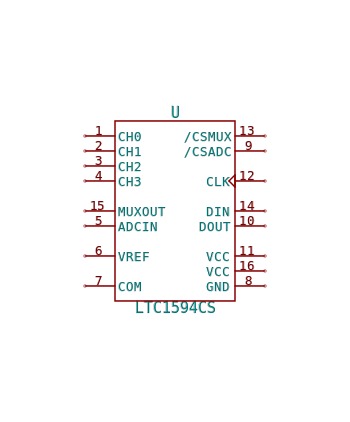 U
1 CH0 /CSMUX 13
2 CH1 /CSADC 9
3 CH2
4 CH3 CLK 12
15 MUXOUT DIN 14
5 ADCIN DOUT 10
6 VREF VCC 11
VCC 16
7 COM GND 8
LTC1594CS